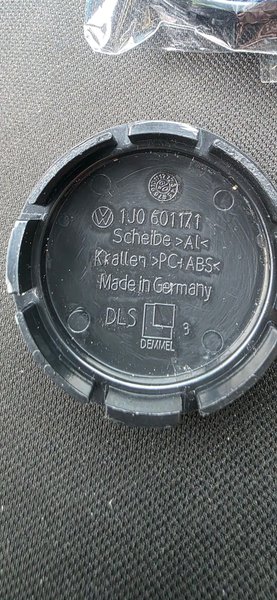 1J0 601171
Scheibe >Al<
Krallen >PC+ABS<
Made in Germany
DLS L 3
DEMMEL